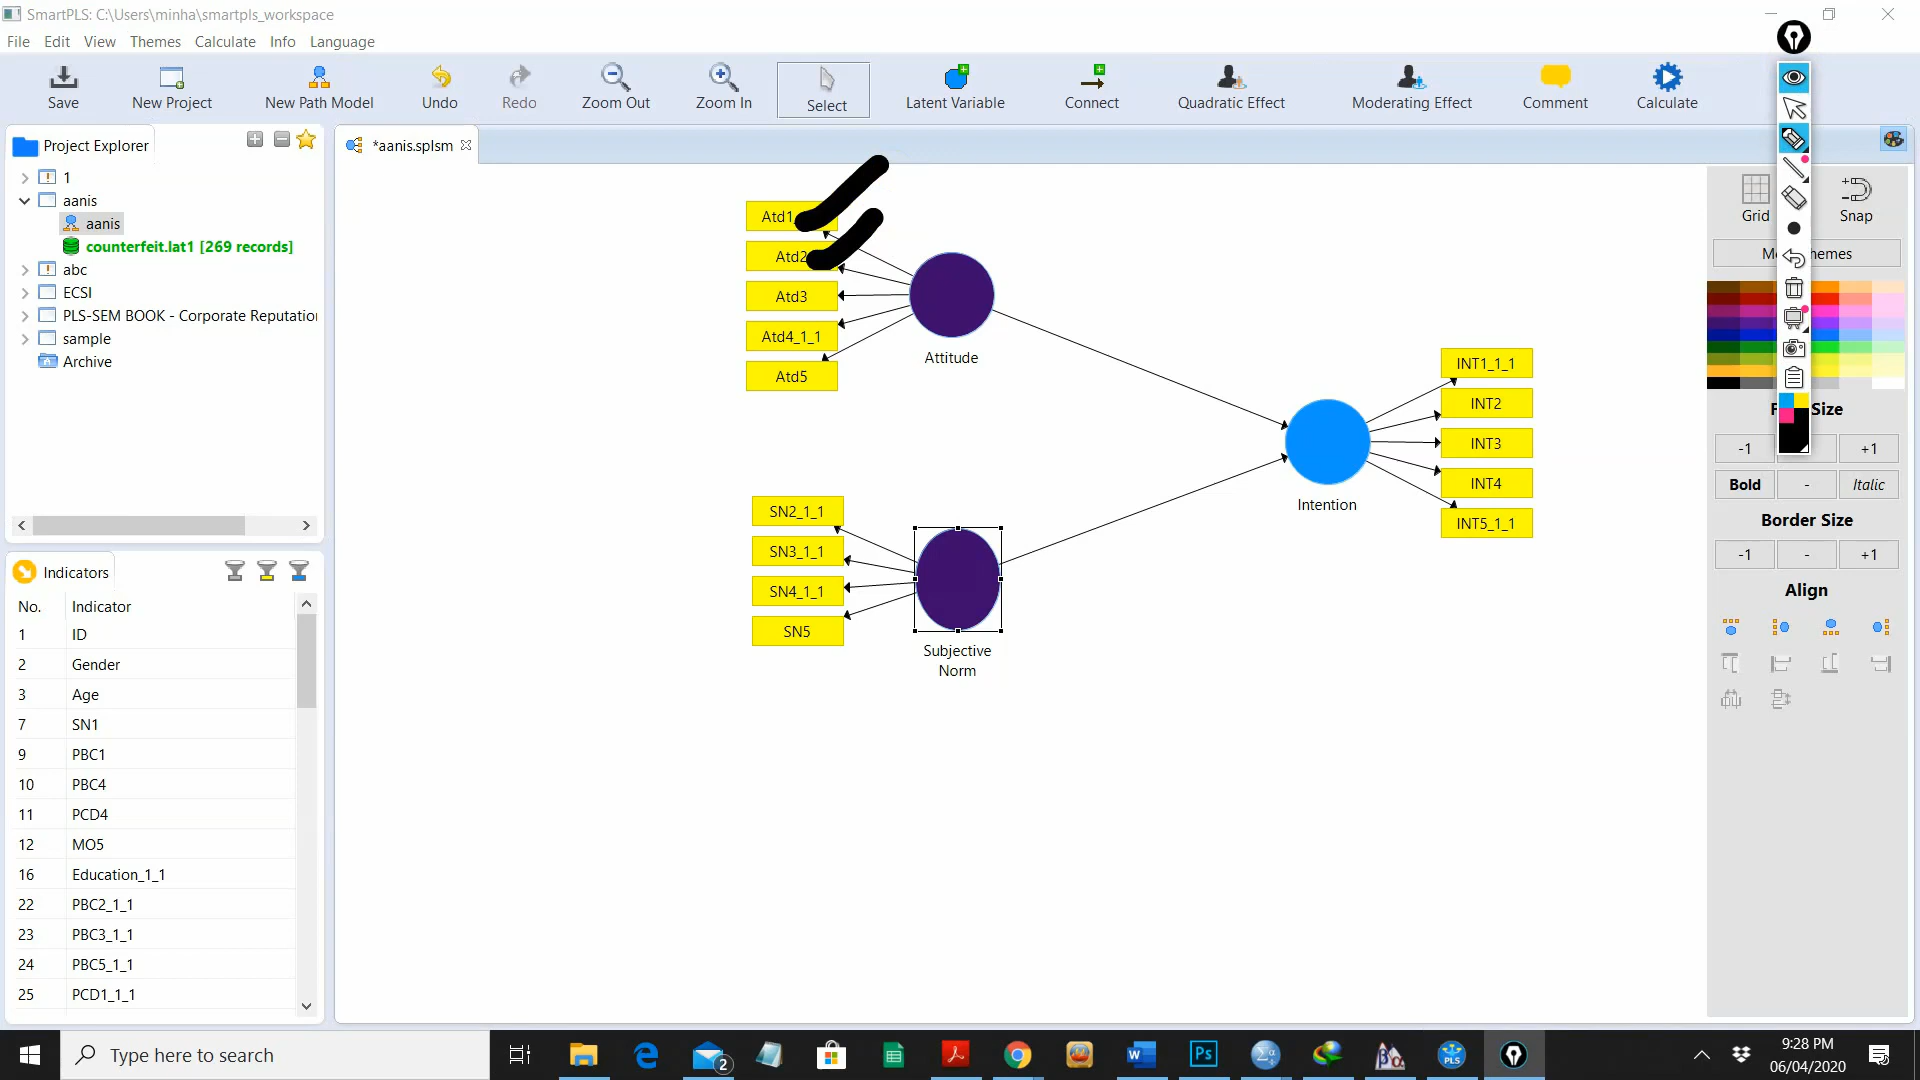 SmartPLS: C:\Users\minha\smartpls_workspace
File Edit View Themes Calculate Info Language
Save New Project New Path Model Undo Redo Zoom Out Zoom In Select Latent Variable Connect Quadratic Effect Moderating Effect Comment Calculate
Project Explorer
*aanis.splsm
1
aanis
aanis
counterfeit.lat1 [269 records]
abc
ECSI
PLS-SEM BOOK - Corporate Reputation
sample
Archive
Indicators
No. Indicator
1 ID
2 Gender
3 Age
7 SN1
9 PBC1
10 PBC4
11 PCD4
12 MO5
16 Education_1_1
22 PBC2_1_1
23 PBC3_1_1
24 PBC5_1_1
25 PCD1_1_1
Atd1
Atd2
Atd3
Atd4_1_1
Atd5
Attitude
SN2_1_1
SN3_1_1
SN4_1_1
SN5
Subjective
Norm
INT1_1_1
INT2
INT3
INT4
INT5_1_1
Intention
Grid Snap
Size
-1 +1
Bold - Italic
Border Size
-1 - +1
Align
Type here to search
2
Ps
PLS
9:28 PM
06/04/2020